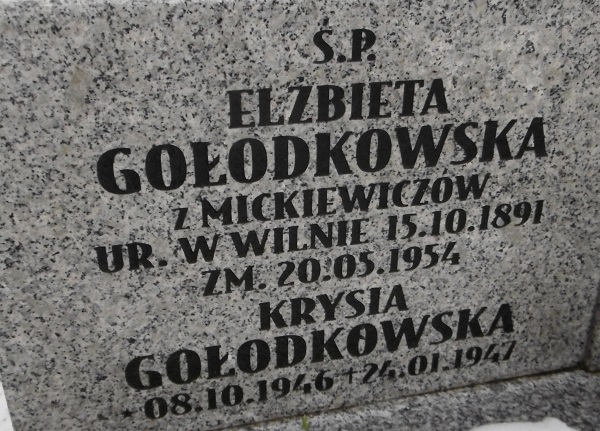 Ś.P.
ELŻBIETA
GOŁODKOWSKA
Z MICKIEWICZÓW
UR. W WILNIE 15.10.1891
ZM. 20.05.1954
KRYSIA
GOŁODKOWSKA
* 08.10.1946 + 24.01.1947